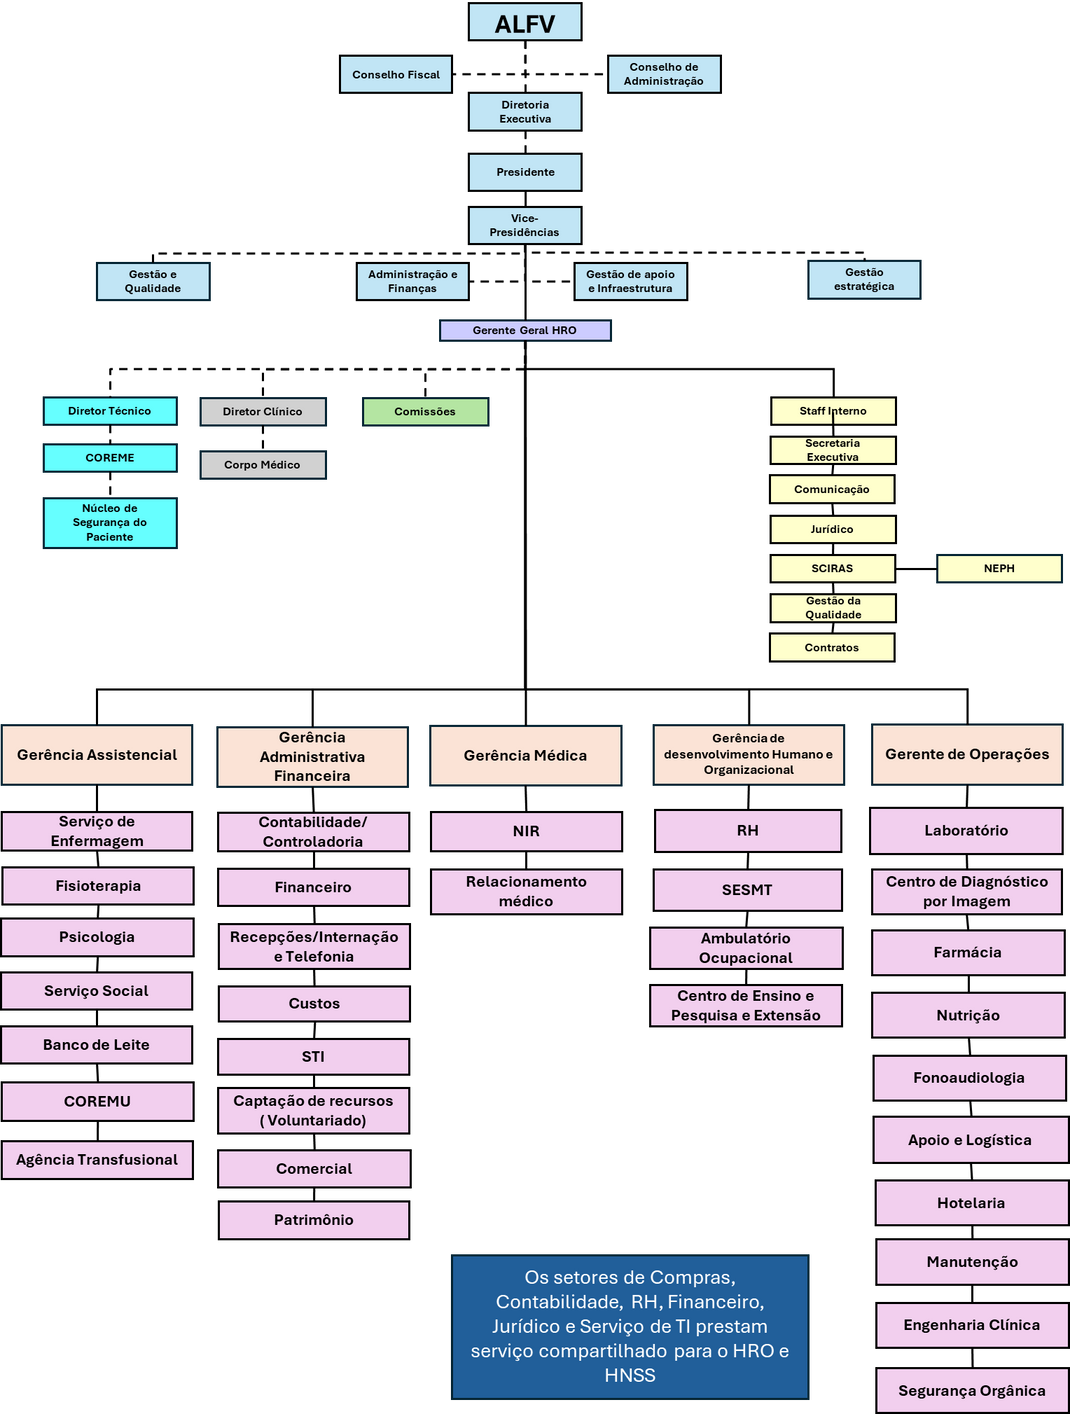 ALFV
Conselho Fiscal
Conselho de
Administração
Diretoria
Executiva
Presidente
Vice-
Presidências
Gestão e
Qualidade
Administração e
Finanças
Gestão de apoio
e Infraestrutura
Gestão
estratégica
Gerente Geral HRO
Diretor Técnico
COREME
Núcleo de
Segurança do
Paciente
Diretor Clínico
Corpo Médico
Comissões
Staff Interno
Secretaria
Executiva
Comunicação
Jurídico
SCIRAS
NEPH
Gestão da
Qualidade
Contratos
Gerência Assistencial
Serviço de
Enfermagem
Fisioterapia
Psicologia
Serviço Social
Banco de Leite
COREMU
Agência Transfusional
Gerência
Administrativa
Financeira
Contabilidade/
Controladoria
Financeiro
Recepções/Internação
e Telefonia
Custos
STI
Captação de recursos
( Voluntariado)
Comercial
Patrimônio
Gerência Médica
NIR
Relacionamento
médico
Gerência de
desenvolvimento Humano e
Organizacional
RH
SESMT
Ambulatório
Ocupacional
Centro de Ensino e
Pesquisa e Extensão
Gerente de Operações
Laboratório
Centro de Diagnóstico
por Imagem
Farmácia
Nutrição
Fonoaudiologia
Apoio e Logística
Hotelaria
Manutenção
Engenharia Clínica
Segurança Orgânica
Os setores de Compras,
Contabilidade, RH, Financeiro,
Jurídico e Serviço de TI prestam
serviço compartilhado para o HRO e
HNSS